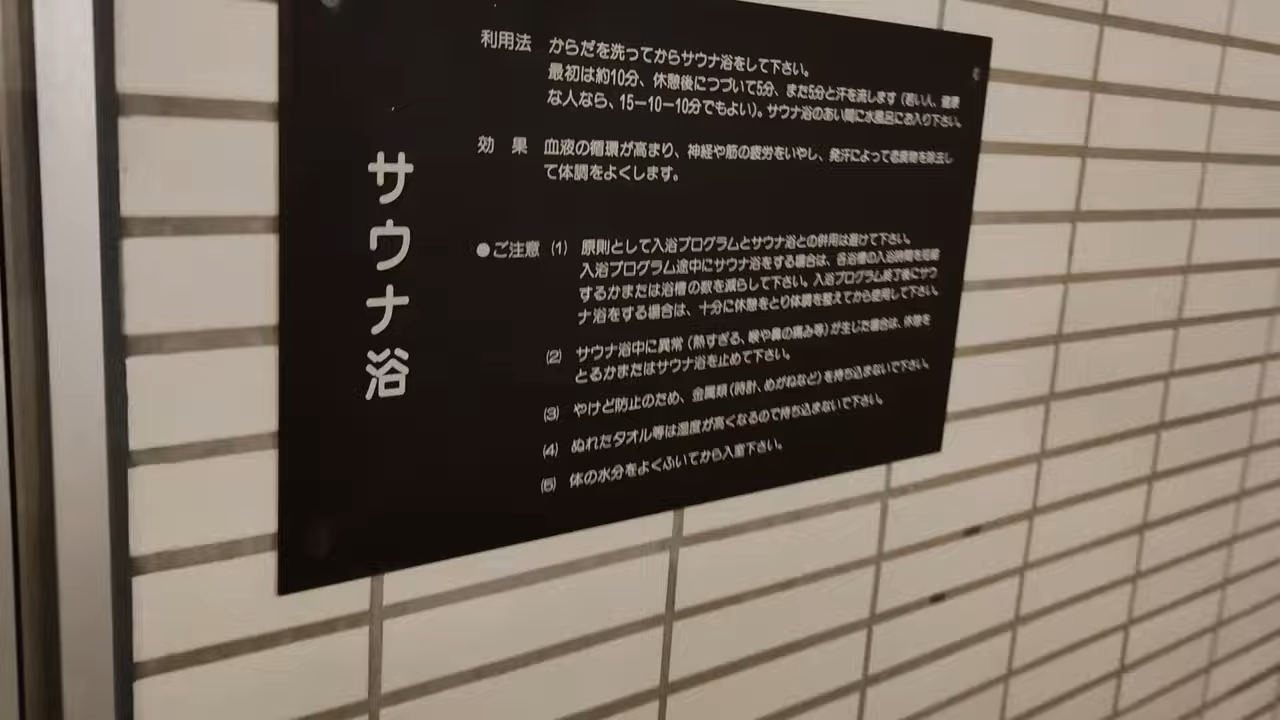 サウナ浴
利用法 からだを洗ってからサウナ浴をして下さい。
最初は約10分、休憩後につづいて5分、また5分と汗を流します(若い人、健康
な人なら、15−10−10分でもよい)。サウナ浴のあい間に水風呂にお入り下さい。
効 果 血液の循環が高まり、神経や筋の疲労をいやし、発汗によって老廃物を除去し
て体調をよくします。
●ご注意 (1) 原則として入浴プログラムとサウナ浴との併用は避けて下さい。
入浴プログラム途中にサウナ浴をする場合は、各浴槽の入浴時間を短縮
するかまたは浴槽の数を減らして下さい。入浴プログラム終了後にサウ
ナ浴をする場合は、十分に休憩をとり体調を整えてから使用して下さい。
(2) サウナ浴中に異常(熱すぎる、喉や鼻の痛み等)が生じた場合は、休憩を
とるかまたはサウナ浴を止めて下さい。
(3) やけど防止のため、金属類(時計、めがねなど)を持ち込まないで下さい。
(4) ぬれたタオル等は湿度が高くなるので持ち込まないで下さい。
(5) 体の水分をよくふいてから入室下さい。